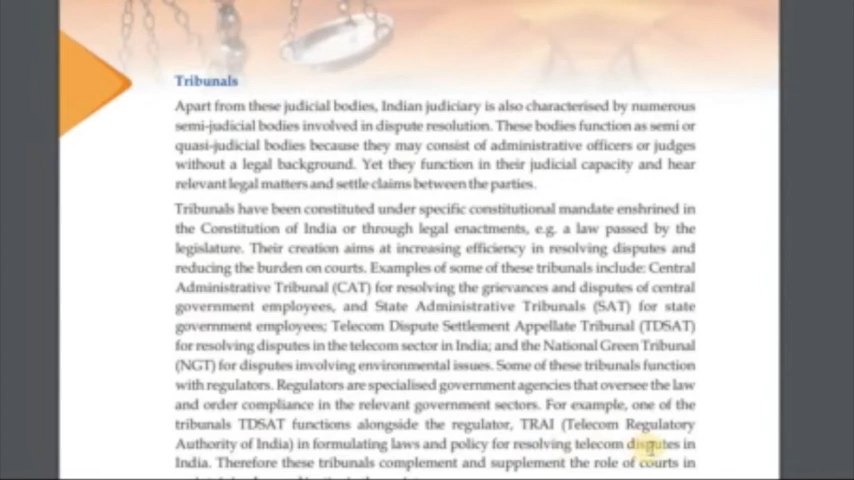 Tribunals
Apart from these judicial bodies, Indian judiciary is also characterised by numerous
semi-judicial bodies involved in dispute resolution. These bodies function as semi or
quasi-judicial bodies because they may consist of administrative officers or judges
without a legal background. Yet they function in their judicial capacity and hear
relevant legal matters and settle claims between the parties.
Tribunals have been constituted under specific constitutional mandate enshrined in
the Constitution of India or through legal enactments, e.g. a law passed by the
legislature. Their creation aims at increasing efficiency in resolving disputes and
reducing the burden on courts. Examples of some of these tribunals include: Central
Administrative Tribunal (CAT) for resolving the grievances and disputes of central
government employees, and State Administrative Tribunals (SAT) for state
government employees; Telecom Dispute Settlement Appellate Tribunal (TDSAT)
for resolving disputes in the telecom sector in India; and the National Green Tribunal
(NGT) for disputes involving environmental issues. Some of these tribunals function
with regulators. Regulators are specialised government agencies that oversee the law
and order compliance in the relevant government sectors. For example, one of the
tribunals TDSAT functions alongside the regulator, TRAI (Telecom Regulatory
Authority of India) in formulating laws and policy for resolving telecom disputes in
India. Therefore these tribunals complement and supplement the role of courts in